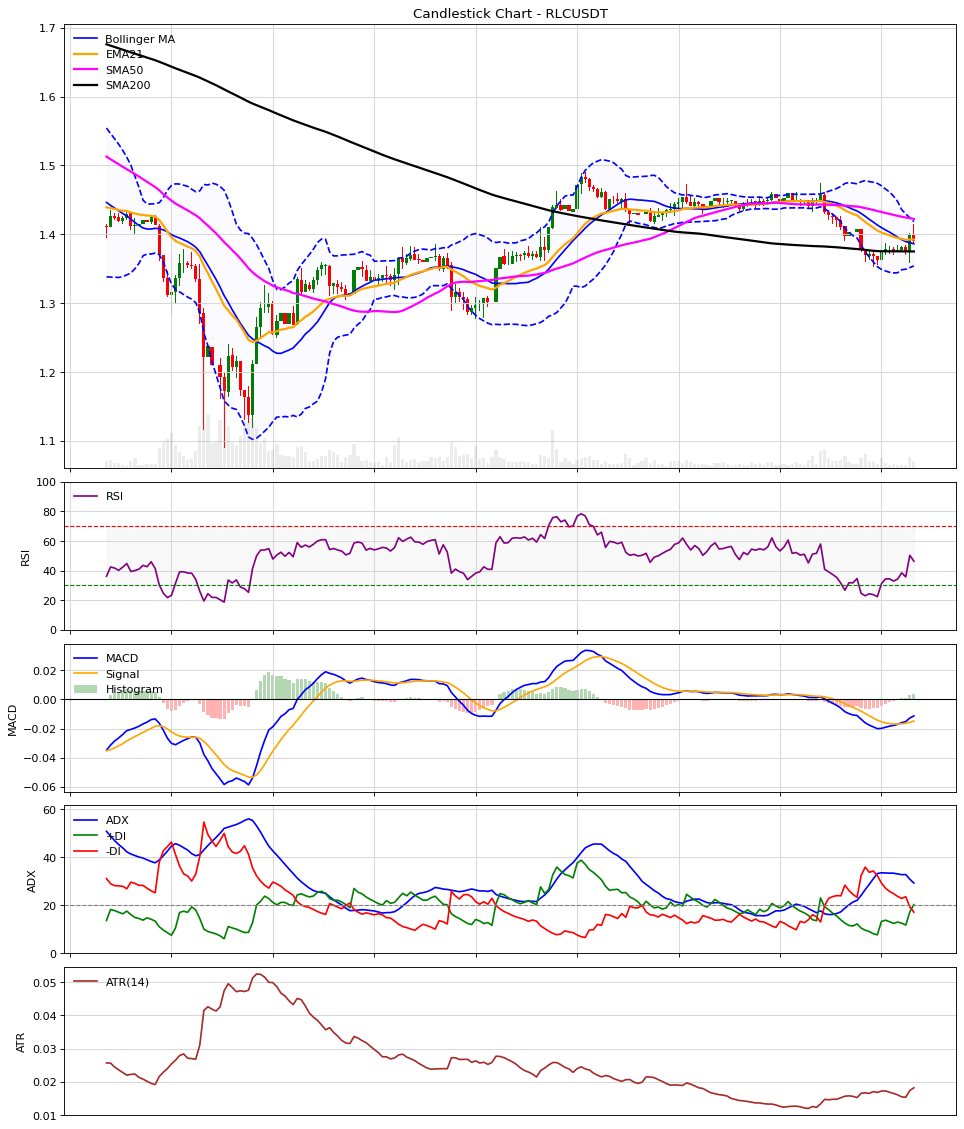 Candlestick Chart - RLCUSDT
1.7
1.6
1.5
1.4
1.3
1.2
1.1
Bollinger MA
EMA21
SMA50
SMA200
100
80
60
40
20
0
RSI
RSI
0.02
0.00
−0.02
−0.04
−0.06
MACD
MACD
Signal
Histogram
60
40
20
0
ADX
ADX
+DI
-DI
0.05
0.04
0.03
0.02
0.01
ATR
ATR(14)